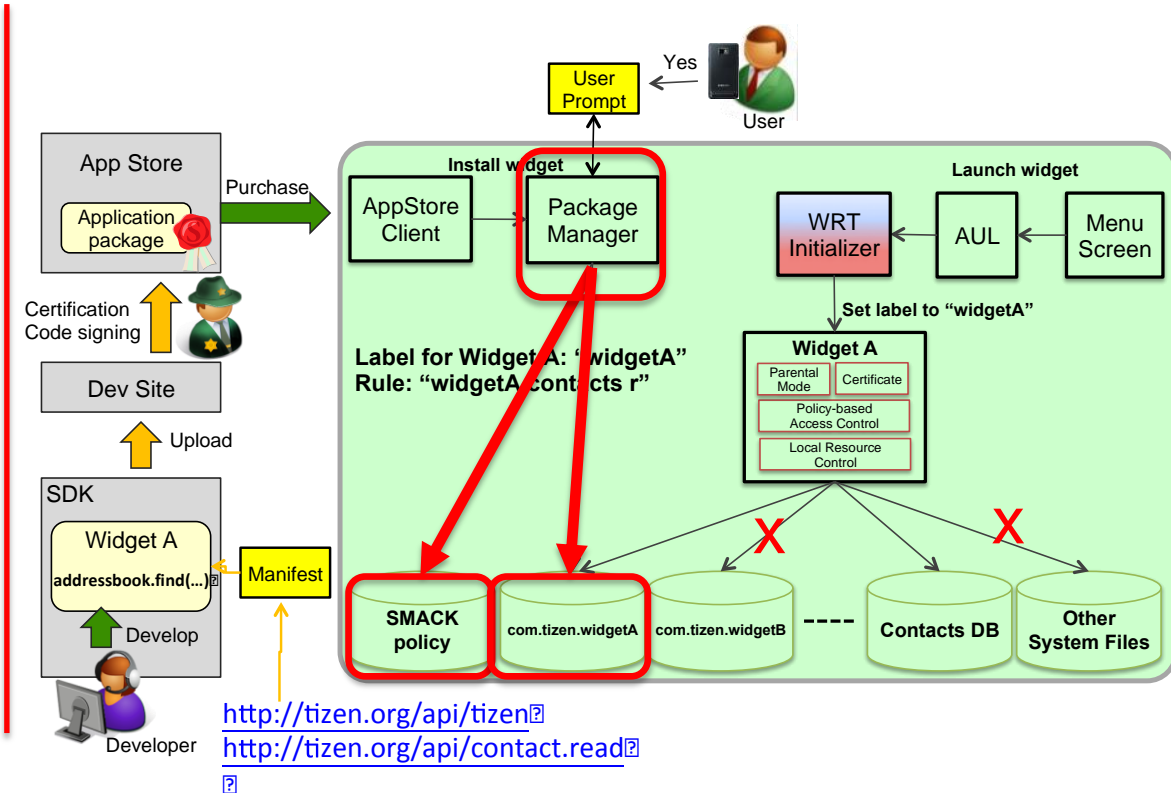 User
Prompt
Yes
User
App Store
Application
package
Purchase
Install widget
Launch widget
AppStore
Client
Package
Manager
WRT
Initializer
AUL
Menu
Screen
Certification
Code signing
Set label to “widgetA”
Label for Widget A: “widgetA”
Rule: “widgetA contacts r”
Widget A
Parental
Mode
Certificate
Policy-based
Access Control
Local Resource
Control
Dev Site
Upload
SDK
Widget A
addressbook.find(...)
Manifest
Develop
Developer
X
X
SMACK
policy
com.tizen.widgetA
com.tizen.widgetB
----
Contacts DB
Other
System Files
http://tizen.org/api/tizen
http://tizen.org/api/contact.read